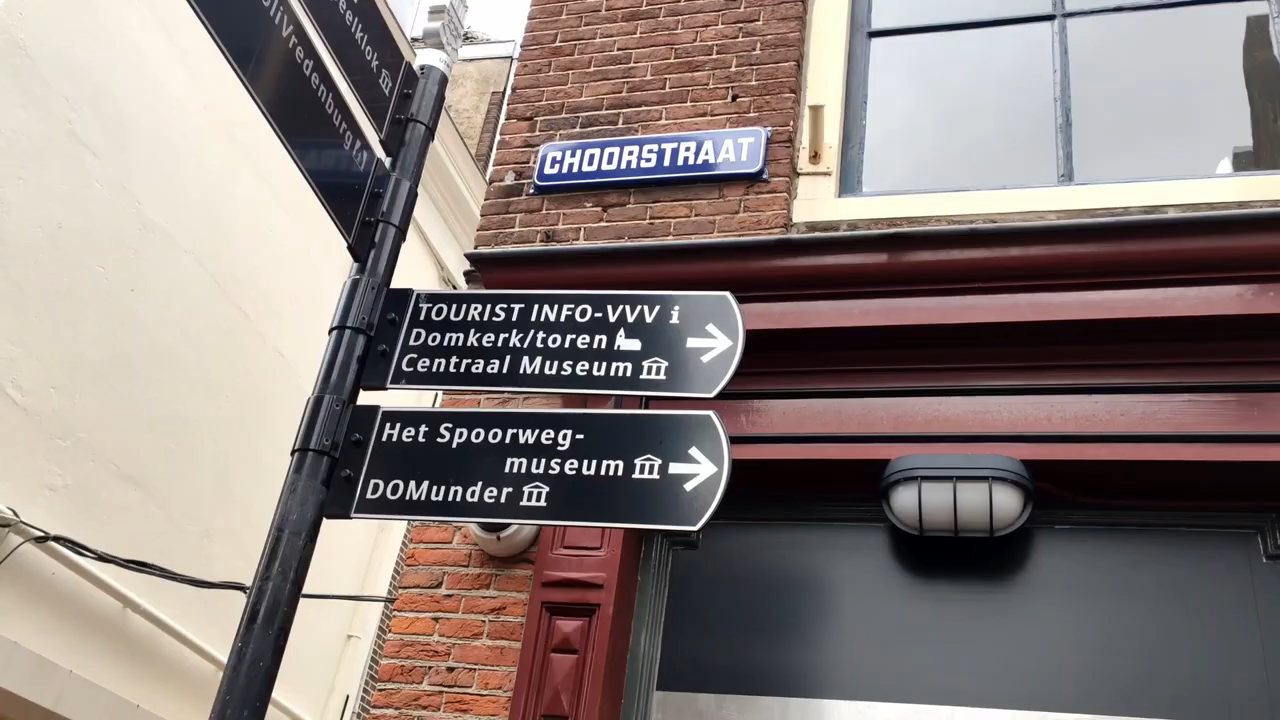 CHOORSTRAAT
TOURIST INFO-VVV i
Domkerk/toren
Centraal Museum
Het Spoorweg-
museum
DOMunder